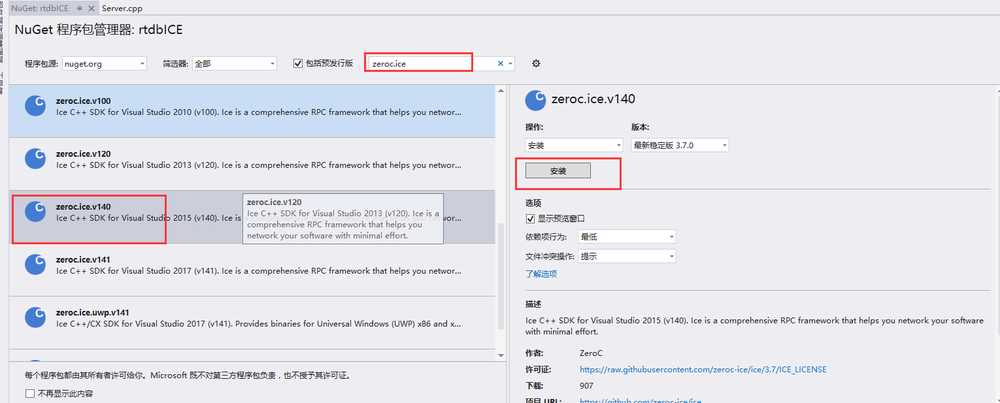 NuGet: rtdbICE
Server.cpp
NuGet 程序包管理器: rtdbICE
程序包源: nuget.org 筛选器: 全部 包括预发行版 zeroc.ice
zeroc.ice.v100
Ice C++ SDK for Visual Studio 2010 (v100). Ice is a comprehensive RPC framework that helps you networ...
zeroc.ice.v120
Ice C++ SDK for Visual Studio 2013 (v120). Ice is a comprehensive RPC framework that helps you networ...
zeroc.ice.v140
Ice C++ SDK for Visual Studio 2015 (v140). Ice is a comprehensive RPC framework that helps you networ...
zeroc.ice.v120
Ice C++ SDK for Visual Studio 2013 (v120). Ice is a
comprehensive RPC framework that helps you
network your software with minimal effort.
zeroc.ice.v141
Ice C++ SDK for Visual Studio 2017 (v141). Ice is a comprehensive RPC framework that helps you networ...
zeroc.ice.uwp.v141
Ice C++/CX SDK for Visual Studio 2017 (v141). Provides binaries for Universal Windows (UWP) x86 and x...
每个程序包都由其所有者许可给你。Microsoft 既不对第三方程序包负责，也不授予其许可证。
不再显示此内容
zeroc.ice.v140
操作: 版本:
安装 最新稳定版 3.7.0
安装
选项
显示预览窗口
依赖项行为: 最低
文件冲突操作: 提示
了解选项
描述
Ice C++ SDK for Visual Studio 2015 (v140). Ice is a comprehensive RPC framework that helps you network your software
with minimal effort.
作者: ZeroC
许可证: https://raw.githubusercontent.com/zeroc-ice/ice/3.7/ICE_LICENSE
下载: 907
项目 URL: https://github.com/zeroc-ice/ice